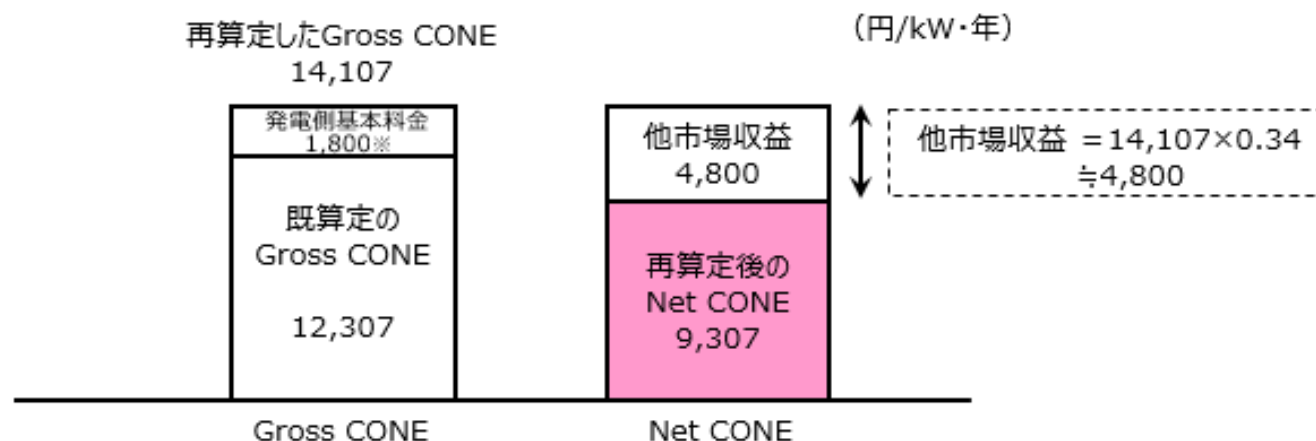 再算定したGross CONE
14,107
(円/kW・年)
発電側基本料金
1,800※
既算定の
Gross CONE
12,307
他市場収益
4,800
再算定後の
Net CONE
9,307
他市場収益 =14,107×0.34
≒4,800
Gross CONE
Net CONE